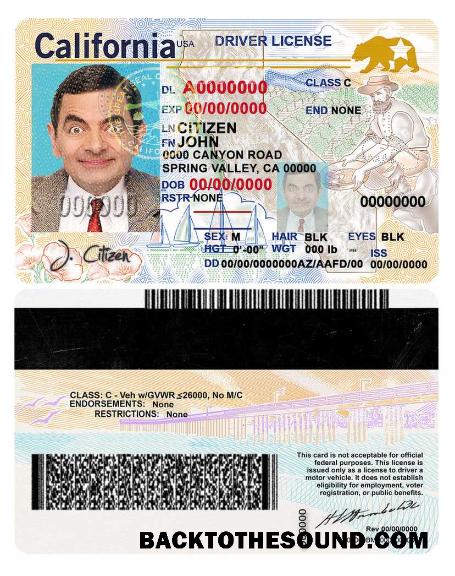 California USA DRIVER LICENSE
DL A0000000 CLASS C
EXP 00/00/0000 END NONE
LN CITIZEN
FN JOHN
0000 CANYON ROAD
SPRING VALLEY, CA 00000
DOB 00/00/0000
RSTR NONE
000000
00000000
SEX M HAIR BLK EYES BLK
HGT 0'-00" WGT 000 lb ISS
DD 00/00/0000000AZ/AAFD/00 00/00/0000
J. Citizen
CLASS: C - Veh w/GVWR ≤26000, No M/C
ENDORSEMENTS: None
RESTRICTIONS: None
This card is not acceptable for official
federal purposes. This license is
issued only as a license to driver a
motor vehicle. It does not establish
eligibility for employment, voter
registration, or public benefits.
Rev 00/00/0000
BACKTOTHESOUND.COM